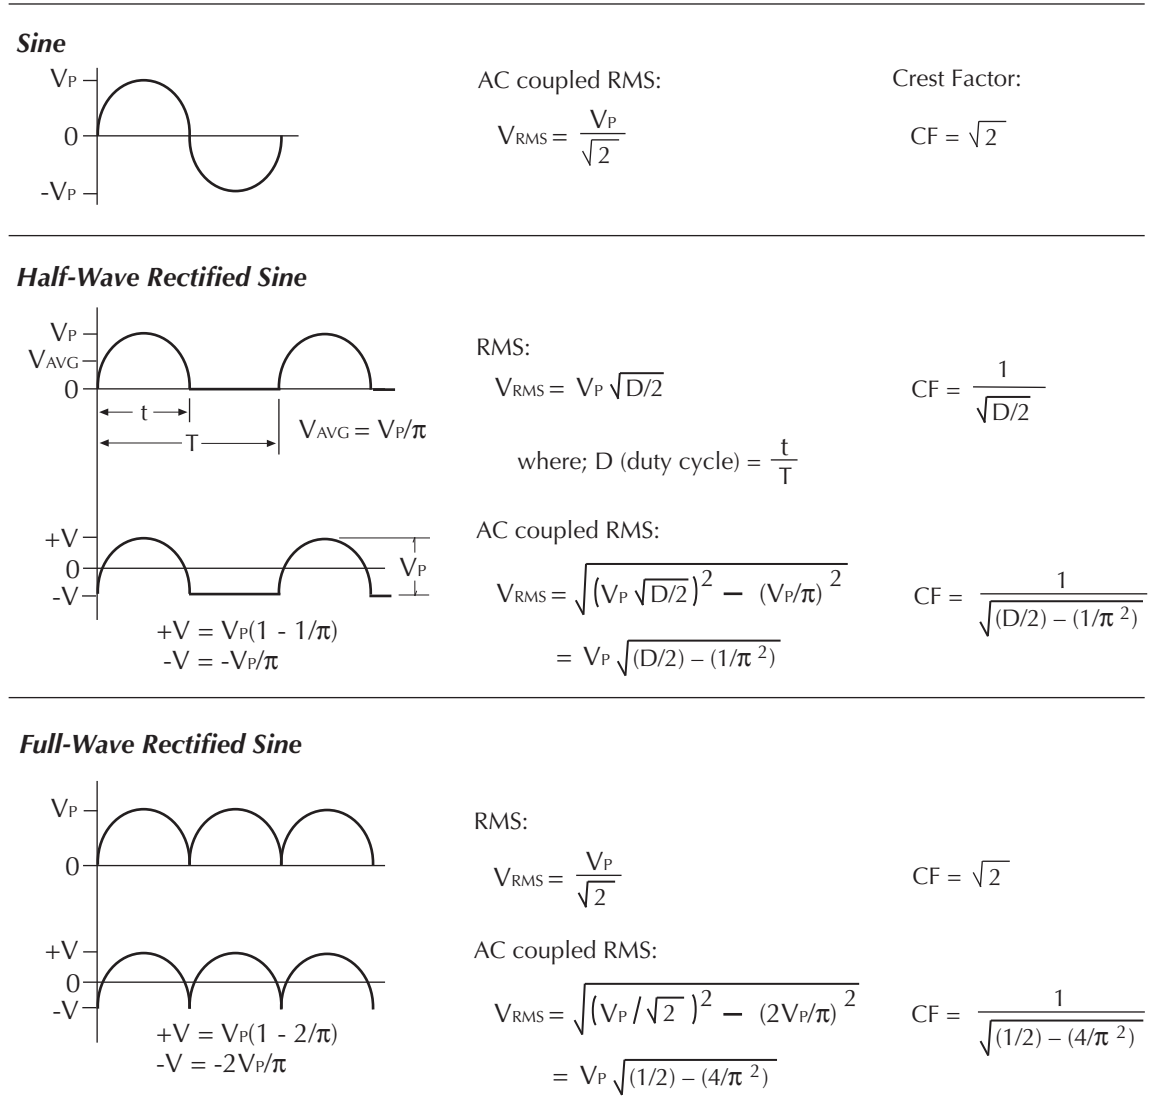 Sine
VP
0
-VP
AC coupled RMS:
VRMS = VP / √2
Crest Factor:
CF = √2
Half-Wave Rectified Sine
VP
VAVG
0
t
T
VAVG = VP/π
RMS:
VRMS = VP √D/2
CF = 1 / √D/2
where; D (duty cycle) = t / T
+V
0
-V
VP
+V = VP(1 - 1/π)
-V = -VP/π
AC coupled RMS:
VRMS = √(VP √D/2)² – (VP/π)²
= VP √(D/2) – (1/π²)
CF = 1 / √(D/2) – (1/π²)
Full-Wave Rectified Sine
VP
0
RMS:
VRMS = VP / √2
CF = √2
+V
0
-V
+V = VP(1 - 2/π)
-V = -2VP/π
AC coupled RMS:
VRMS = √(VP /√2)² – (2VP/π)²
= VP √(1/2) – (4/π²)
CF = 1 / √(1/2) – (4/π²)